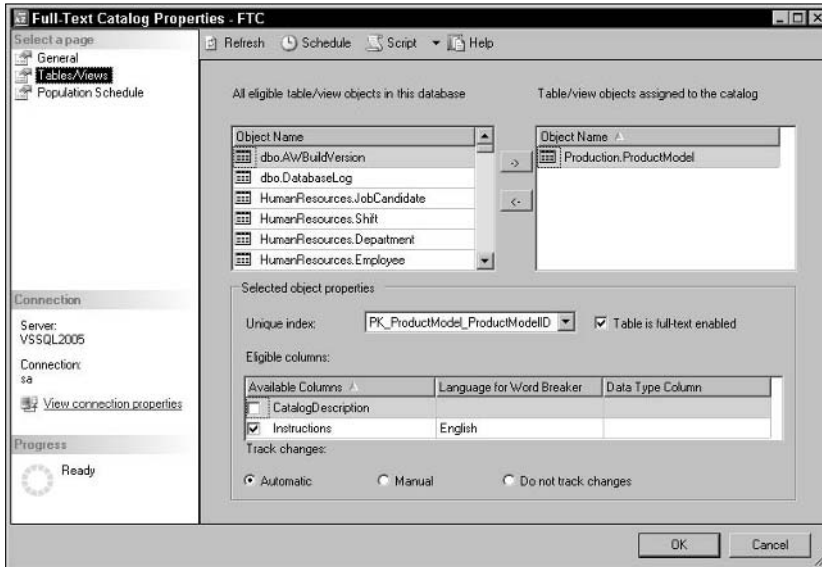 Full-Text Catalog Properties - FTC
Select a page
General
Tables/Views
Population Schedule
Refresh Schedule Script Help
All eligible table/view objects in this database
Object Name
dbo.AWBuildVersion
dbo.DatabaseLog
HumanResources.JobCandidate
HumanResources.Shift
HumanResources.Department
HumanResources.Employee
->
<-
Table/view objects assigned to the catalog
Object Name
Production.ProductModel
Selected object properties
Unique index: PK_ProductModel_ProductModelID Table is full-text enabled
Eligible columns:
Available Columns Language for Word Breaker Data Type Column
CatalogDescription
Instructions English
Track changes:
Automatic Manual Do not track changes
Connection
Server:
VSSQL2005
Connection:
sa
View connection properties
Progress
Ready
OK Cancel